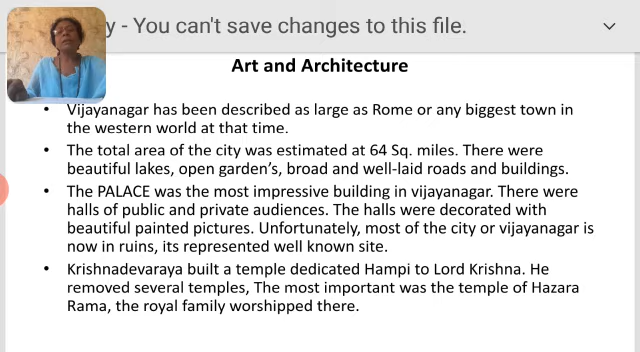 y - You can't save changes to this file.
Art and Architecture
• Vijayanagar has been described as large as Rome or any biggest town in
the western world at that time.
• The total area of the city was estimated at 64 Sq. miles. There were
beautiful lakes, open garden's, broad and well-laid roads and buildings.
• The PALACE was the most impressive building in vijayanagar. There were
halls of public and private audiences. The halls were decorated with
beautiful painted pictures. Unfortunately, most of the city or vijayanagar is
now in ruins, its represented well known site.
• Krishnadevaraya built a temple dedicated Hampi to Lord Krishna. He
removed several temples, The most important was the temple of Hazara
Rama, the royal family worshipped there.